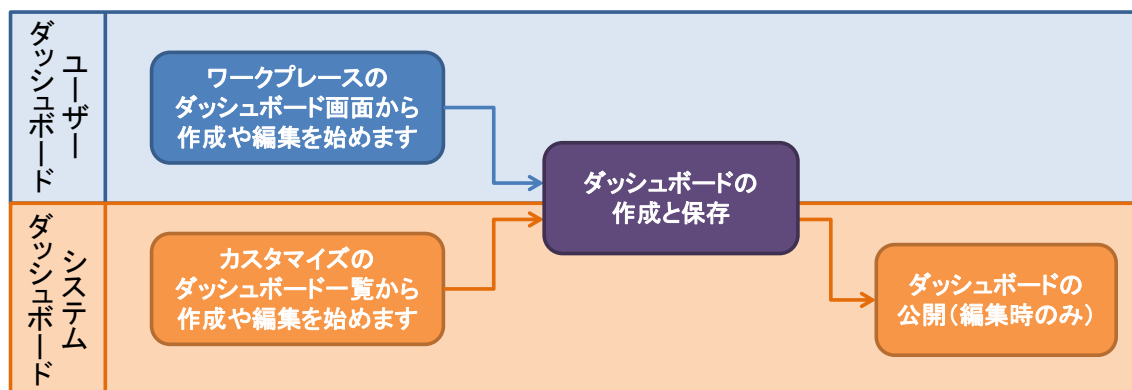 ユーザー
ダッシュボード
ワークプレースの
ダッシュボード画面から
作成や編集を始めます
ダッシュボードの
作成と保存
システム
ダッシュボード
カスタマイズの
ダッシュボード一覧から
作成や編集を始めます
ダッシュボードの
公開(編集時のみ)